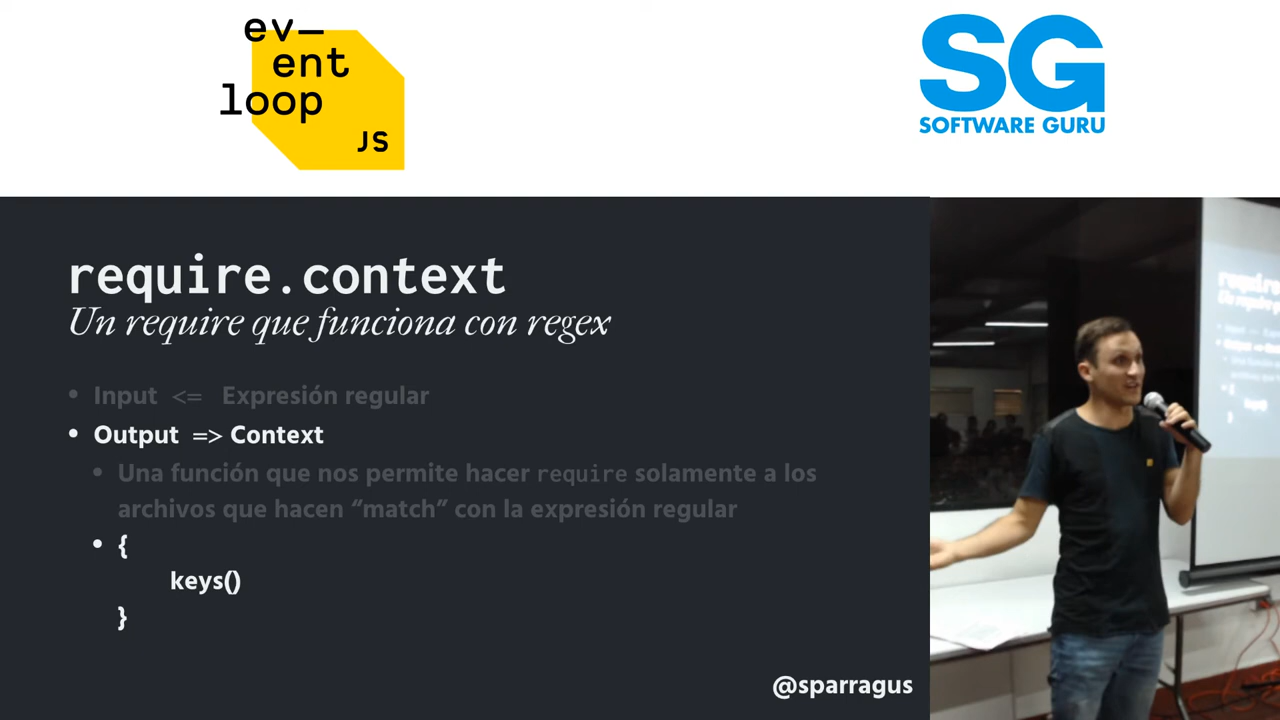 ev—
ent
loop
JS
SG
SOFTWARE GURU
require.context
Un require que funciona con regex
• Input <= Expresión regular
• Output => Context
• Una función que nos permite hacer require solamente a los
archivos que hacen “match” con la expresión regular
• {
keys()
}
@sparragus